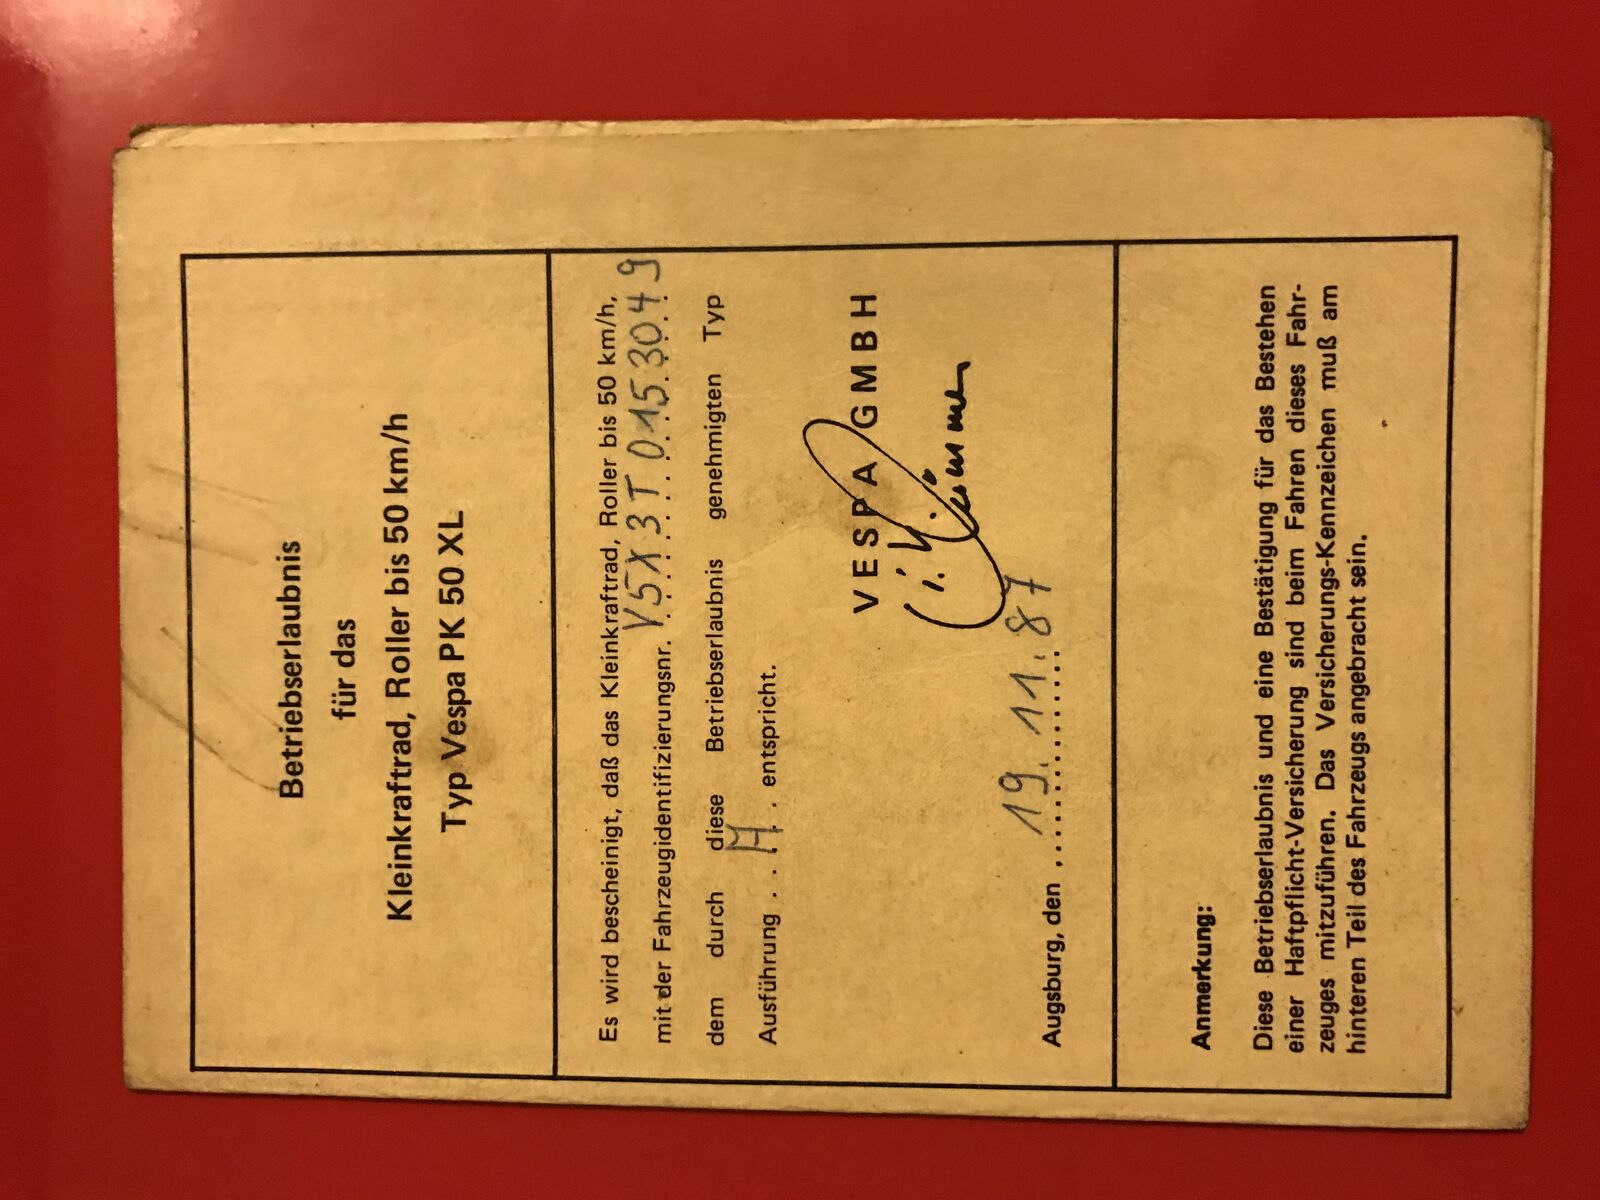 Betriebserlaubnis
für das
Kleinkraftrad, Roller bis 50 km/h
Typ Vespa PK 50 XL
Es wird bescheinigt, daß das Kleinkraftrad, Roller bis 50 km/h,
mit der Fahrzeugidentifizierungsnr. V5X3T 0153049
dem durch diese Betriebserlaubnis genehmigten Typ
Ausführung . . A . . entspricht.
VESPA GMBH
i.V.
Augsburg, den 19.11.87
Anmerkung:
Diese Betriebserlaubnis und eine Bestätigung für das Bestehen
einer Haftpflicht-Versicherung sind beim Fahren dieses Fahr-
zeuges mitzuführen. Das Versicherungs-Kennzeichen muß am
hinteren Teil des Fahrzeugs angebracht sein.